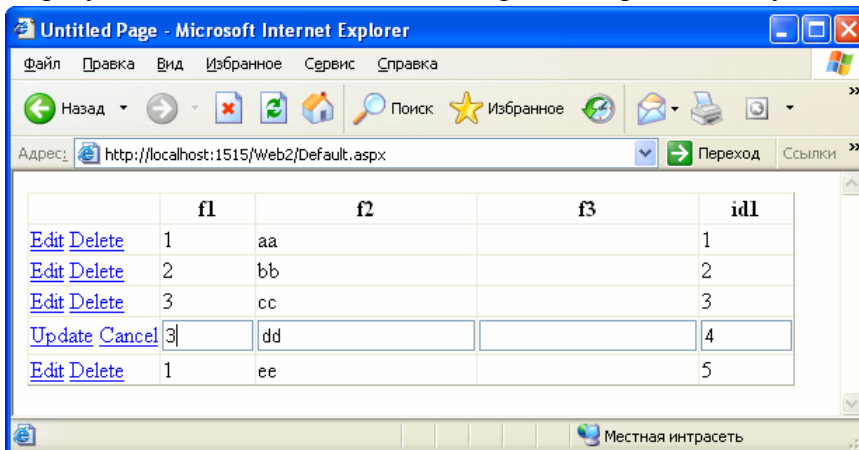 Untitled Page - Microsoft Internet Explorer
Файл Правка Вид Избранное Сервис Справка
Назад Поиск Избранное »
Адрес: http://localhost:1515/Web2/Default.aspx Переход Ссылки »
f1 f2 f3 id1
Edit Delete 1 aa 1
Edit Delete 2 bb 2
Edit Delete 3 cc 3
Update Cancel 3 dd 4
Edit Delete 1 ee 5
Местная интрасеть